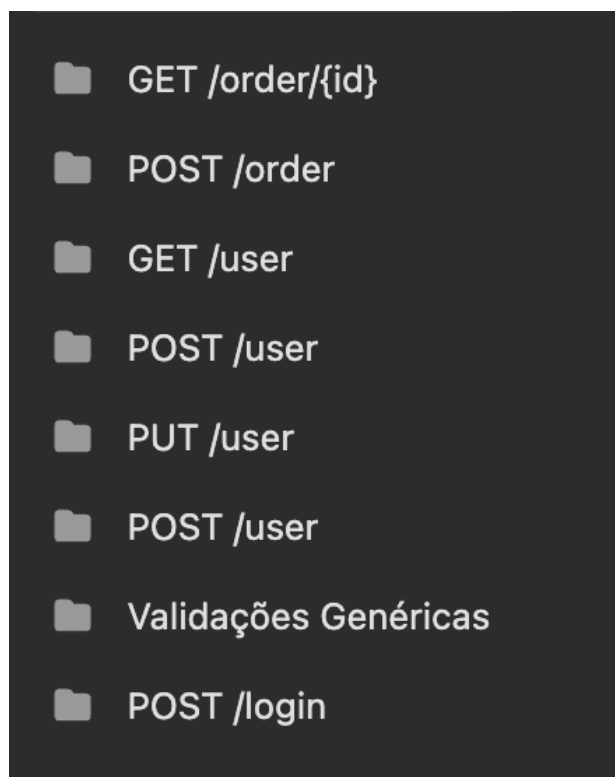 GET /order/{id}
POST /order
GET /user
POST /user
PUT /user
POST /user
Validações Genéricas
POST /login